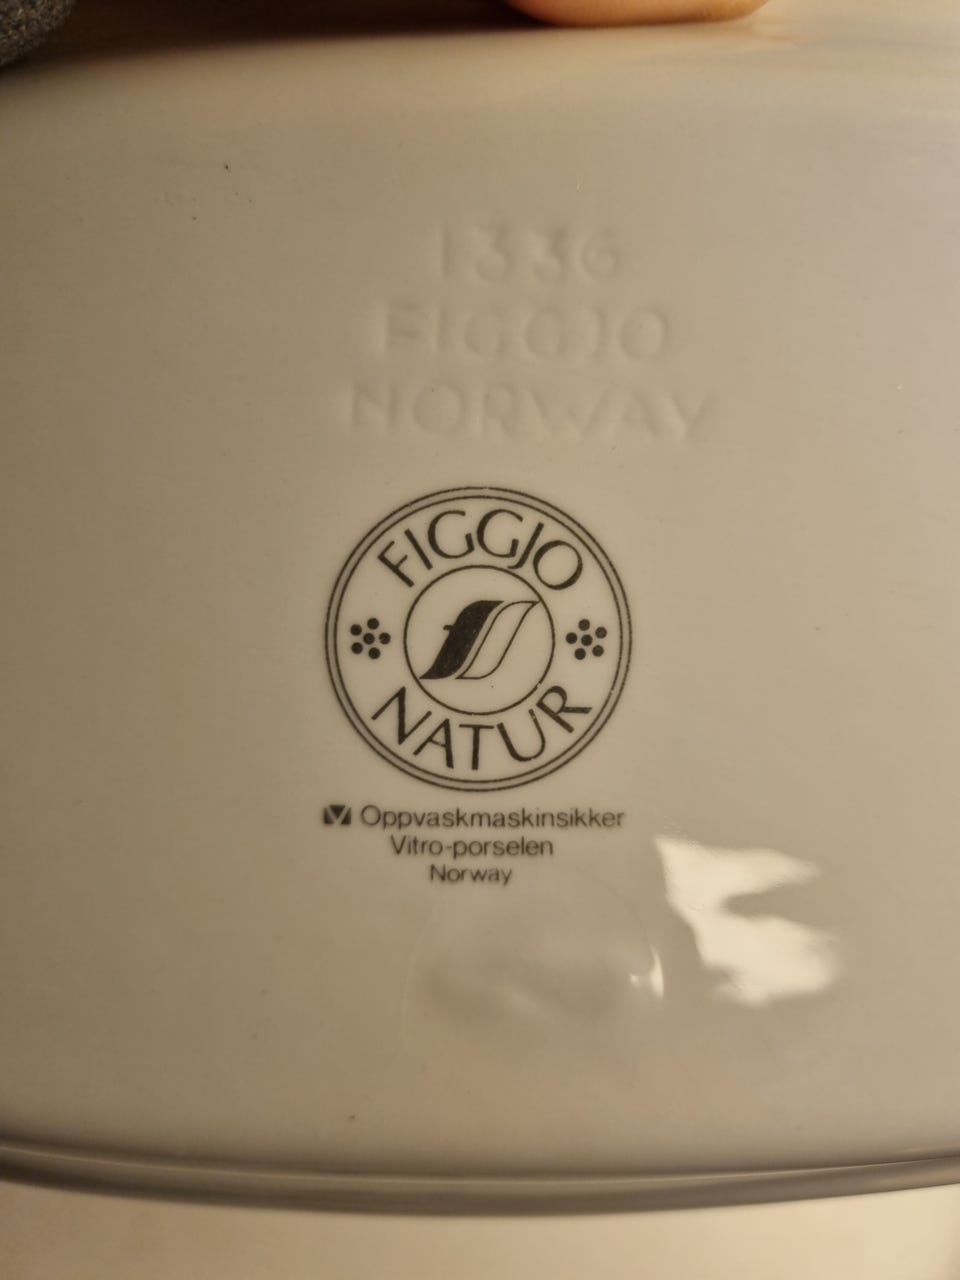 1336
FIGGJO
NORWAY
FIGGJO
NATUR
Oppvaskmaskinsikker
Vitro-porselen
Norway